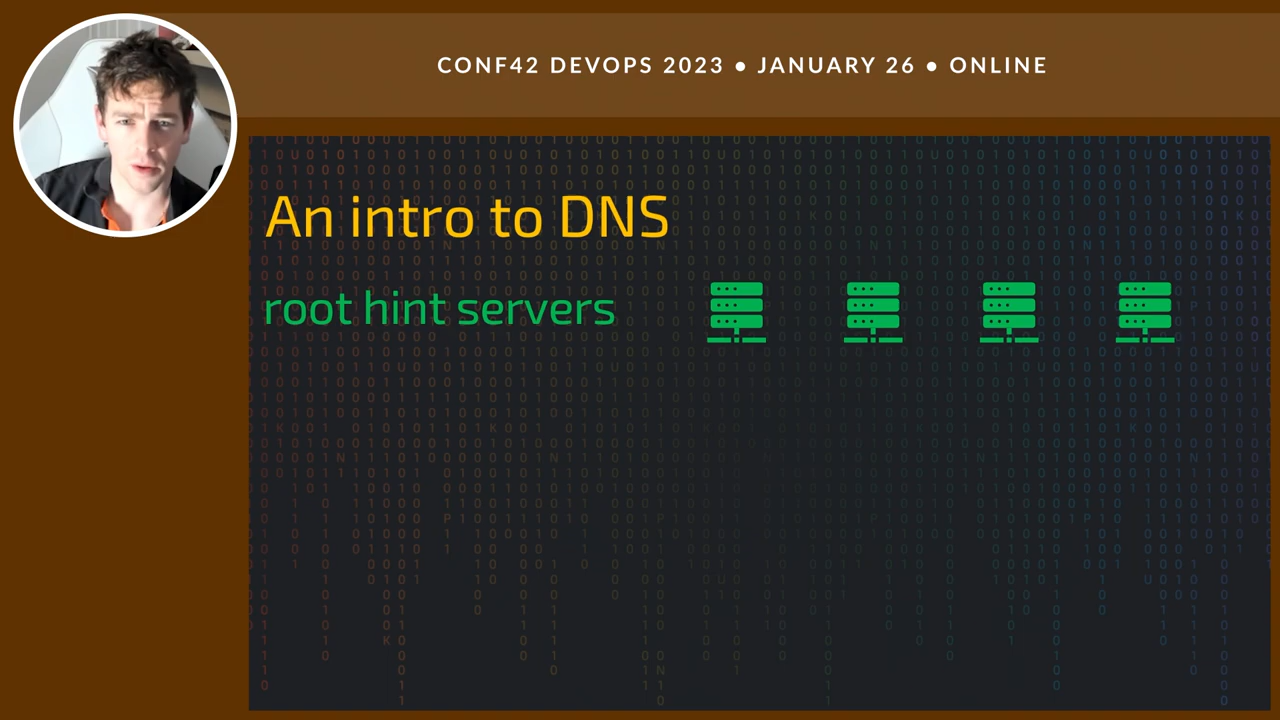 CONF42 DEVOPS 2023 ● JANUARY 26 ● ONLINE
An intro to DNS
root hint servers